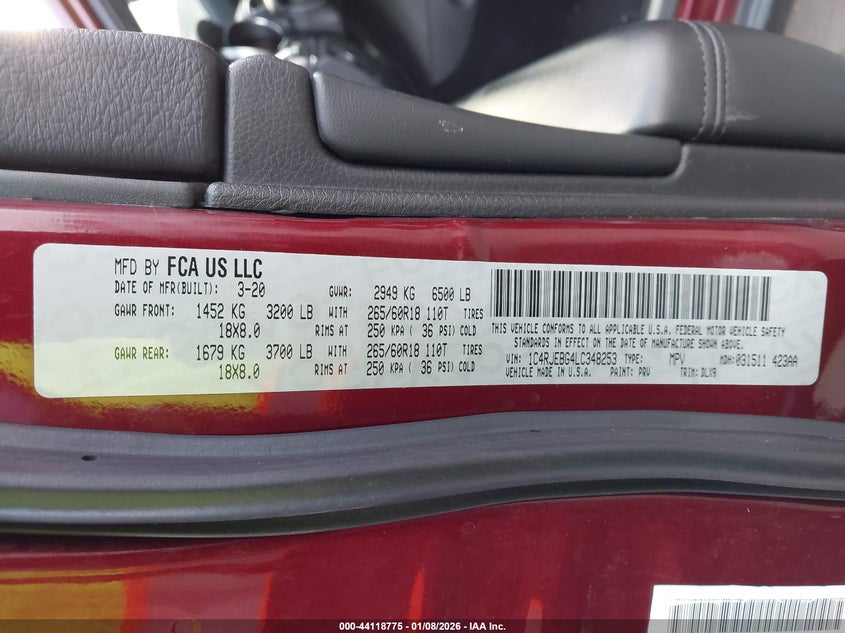 MFD BY FCA US LLC
DATE OF MFR(BUILT): 3-20 GVWR: 2949 KG 6500 LB
GAWR FRONT: 1452 KG 3200 LB WITH 265/60R18 110T TIRES
18X8.0 RIMS AT 250 KPA ( 36 PSI) COLD
GAWR REAR: 1679 KG 3700 LB WITH 265/60R18 110T TIRES
18X8.0 RIMS AT 250 KPA ( 36 PSI) COLD
THIS VEHICLE CONFORMS TO ALL APPLICABLE U.S.A. FEDERAL MOTOR VEHICLE SAFETY
STANDARDS IN EFFECT ON THE DATE OF MANUFACTURE SHOWN ABOVE.
VIN: 1C4RJEBG4LC348253 TYPE: MPV MDH: 031511 423AA
VEHICLE MADE IN U.S.A. PAINT: PRV TRIM: DLX9
000-44118775 - 01/08/2026 - IAA Inc.